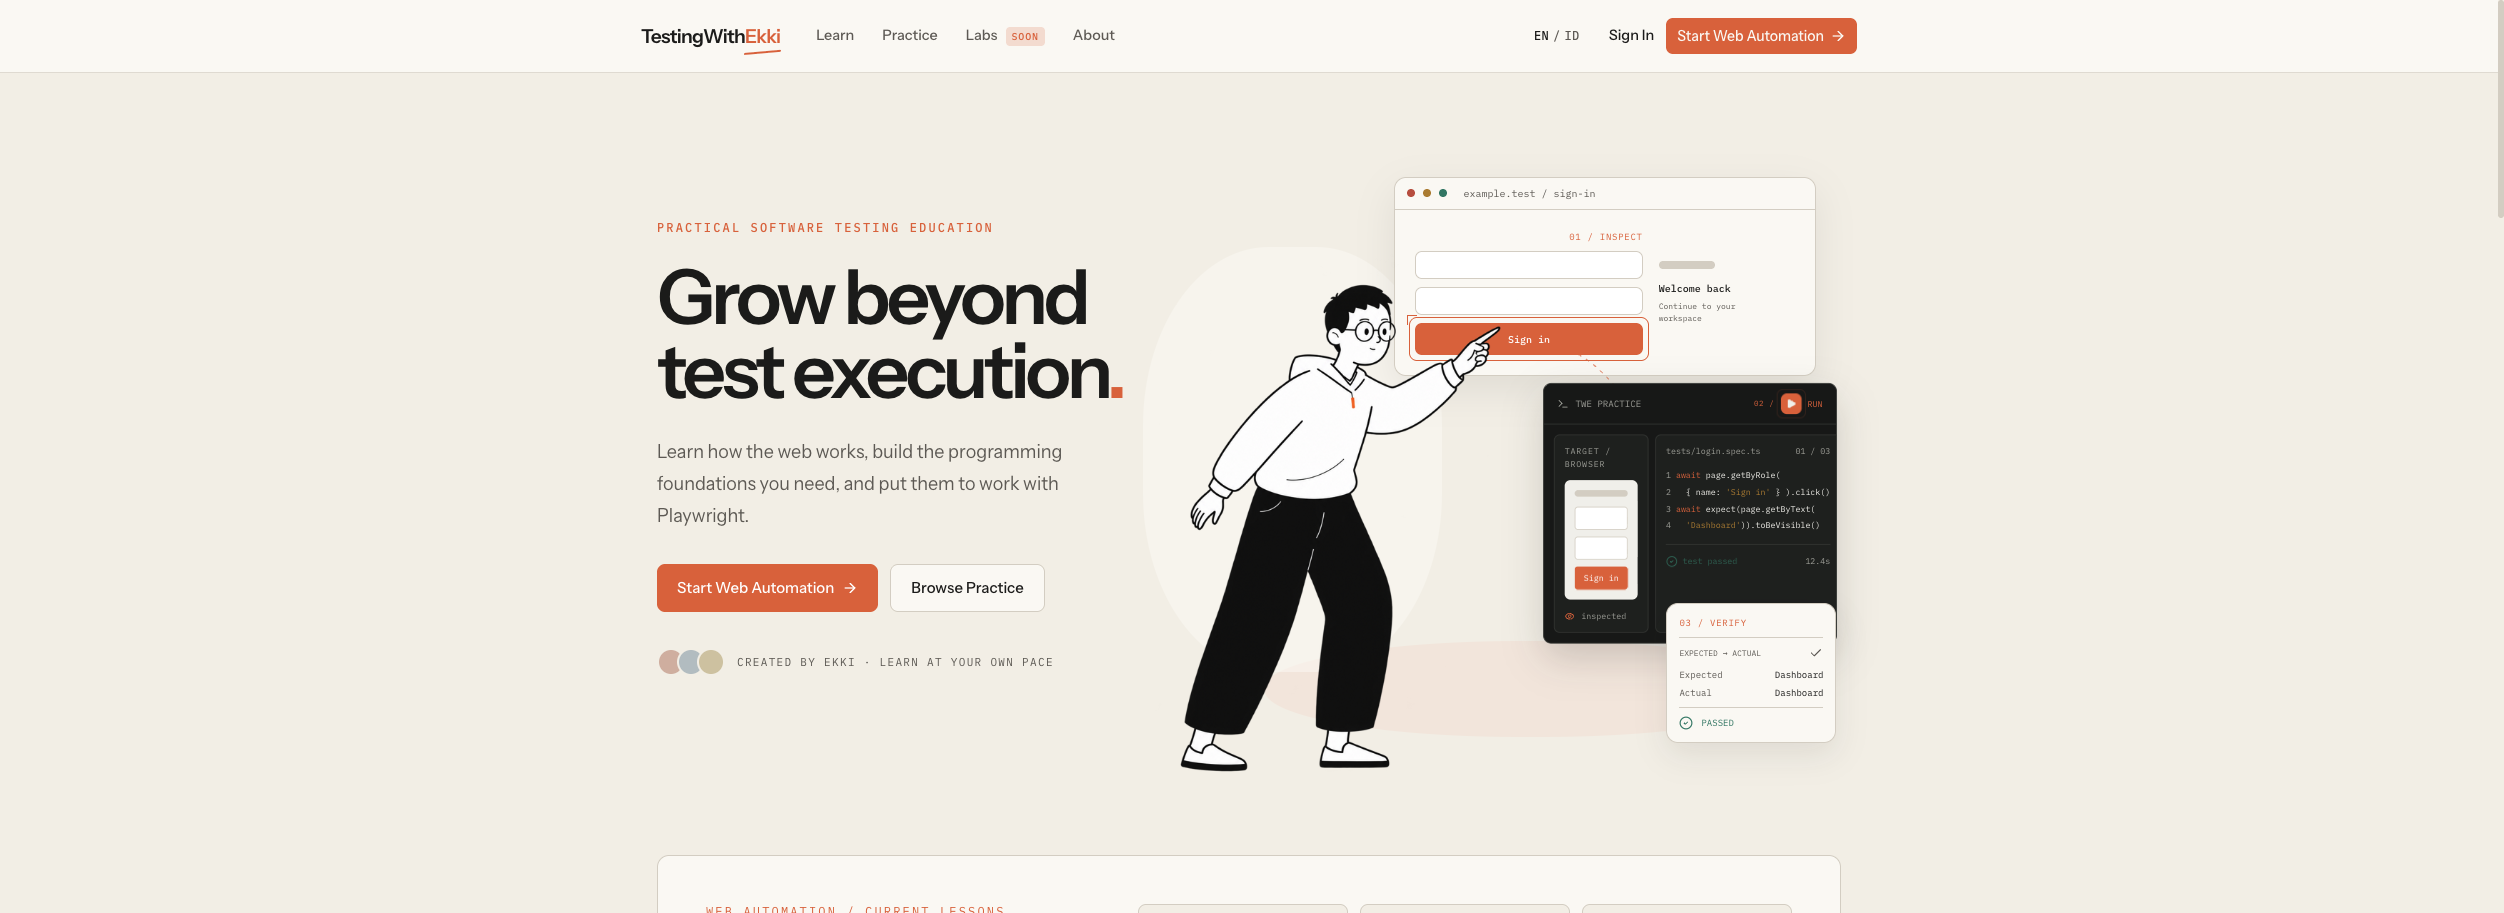 TestingWithEkki
Learn
Practice
Labs SOON
About
EN / ID
Sign In
Start Web Automation →
PRACTICAL SOFTWARE TESTING EDUCATION
Grow beyond
test execution.
Learn how the web works, build the programming
foundations you need, and put them to work with
Playwright.
Start Web Automation →
Browse Practice
CREATED BY EKKI · LEARN AT YOUR OWN PACE
example.test / sign-in
01 / INSPECT
Welcome back
Continue to your
workspace
Sign in
TWE PRACTICE
02 / RUN
TARGET /
BROWSER
Sign in
inspected
tests/login.spec.ts 01 / 03
1 await page.getByRole(
2 { name: 'Sign in' } ).click()
3 await expect(page.getByText(
4 'Dashboard')).toBeVisible()
test passed 12.4s
03 / VERIFY
EXPECTED → ACTUAL
Expected Dashboard
Actual Dashboard
PASSED
WEB AUTOMATION / CURRENT LESSONS